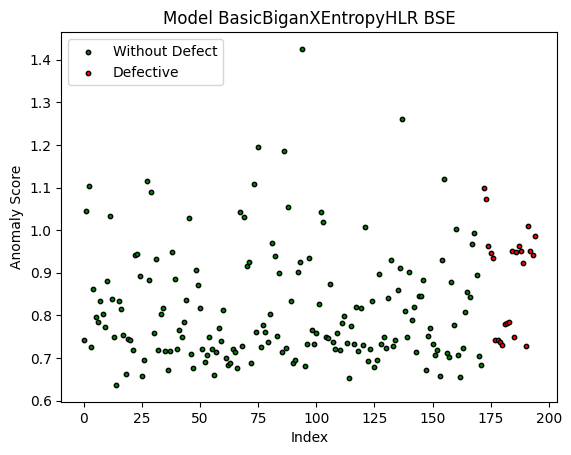 Model BasicBiganXEntropyHLR BSE
Without Defect
Defective
1.4
1.3
1.2
1.1
1.0
0.9
0.8
0.7
0.6
Anomaly Score
0 25 50 75 100 125 150 175 200
Index